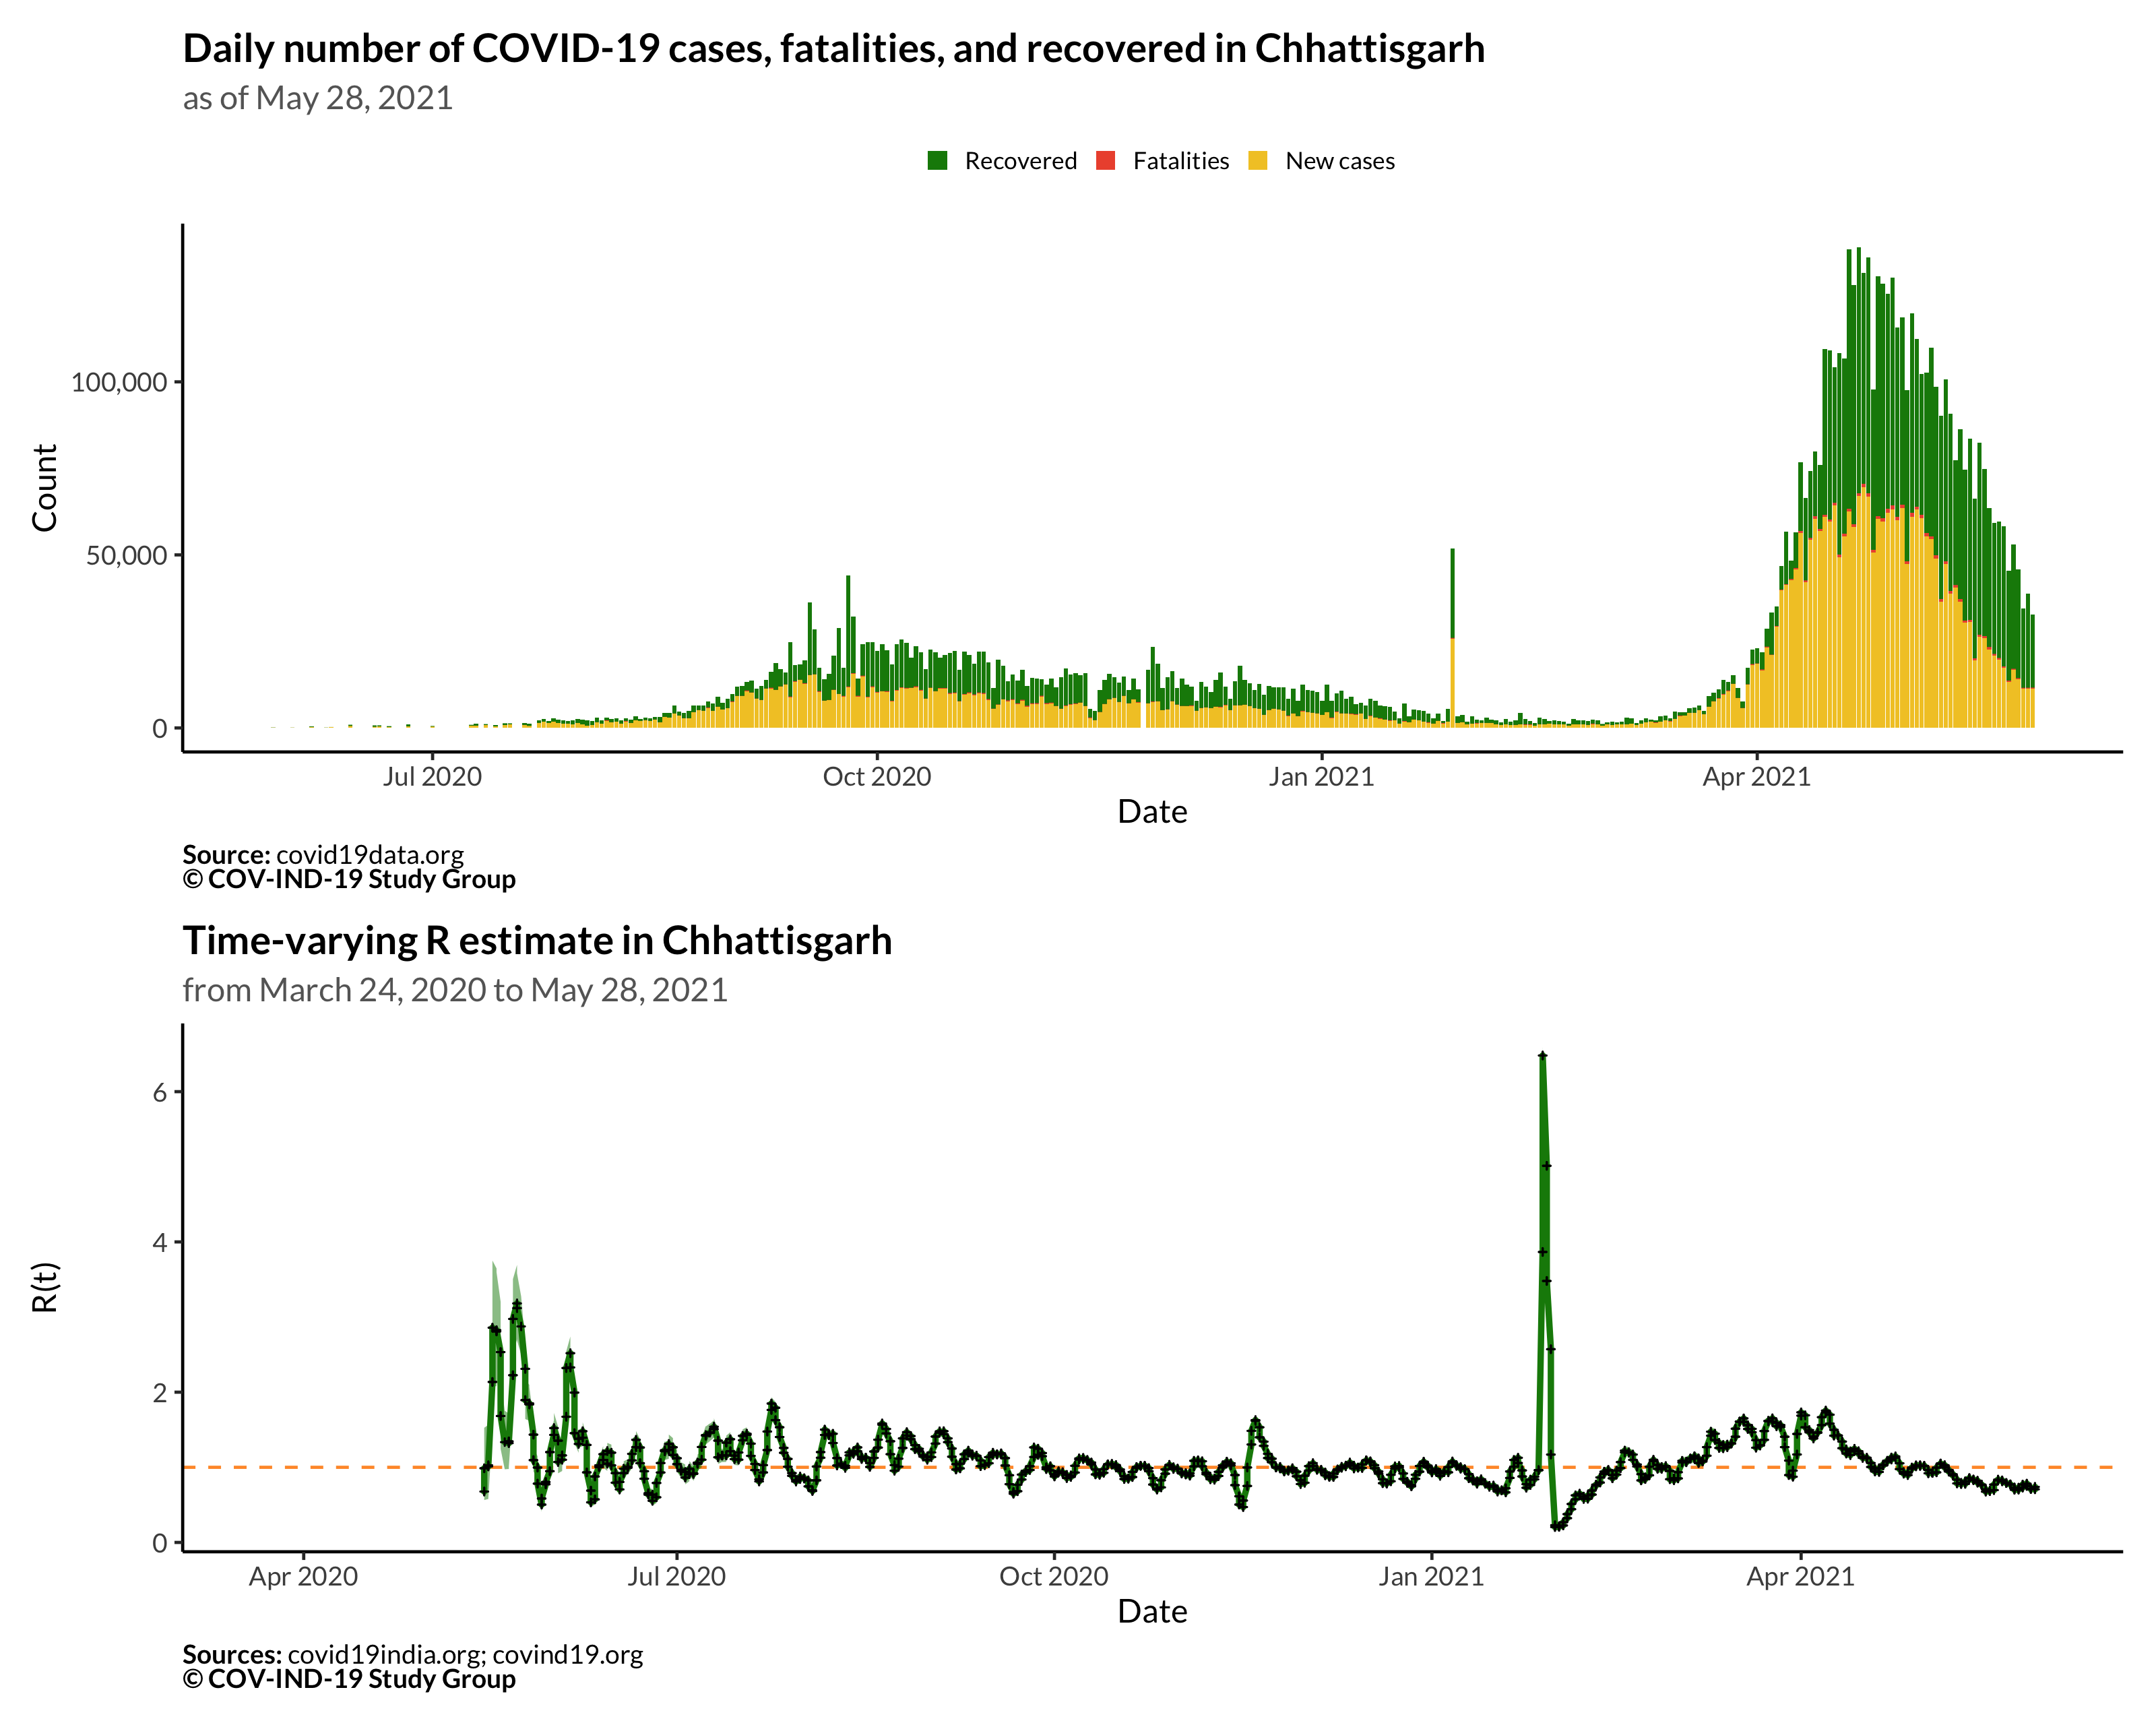 Daily number of COVID-19 cases, fatalities, and recovered in Chhattisgarh
as of May 28, 2021
Recovered Fatalities New cases
100,000
50,000
0
Count
Jul 2020 Oct 2020 Jan 2021 Apr 2021
Date
Source: covid19data.org
© COV-IND-19 Study Group
Time-varying R estimate in Chhattisgarh
from March 24, 2020 to May 28, 2021
6
4
2
0
R(t)
Apr 2020 Jul 2020 Oct 2020 Jan 2021 Apr 2021
Date
Sources: covid19india.org; covind19.org
© COV-IND-19 Study Group